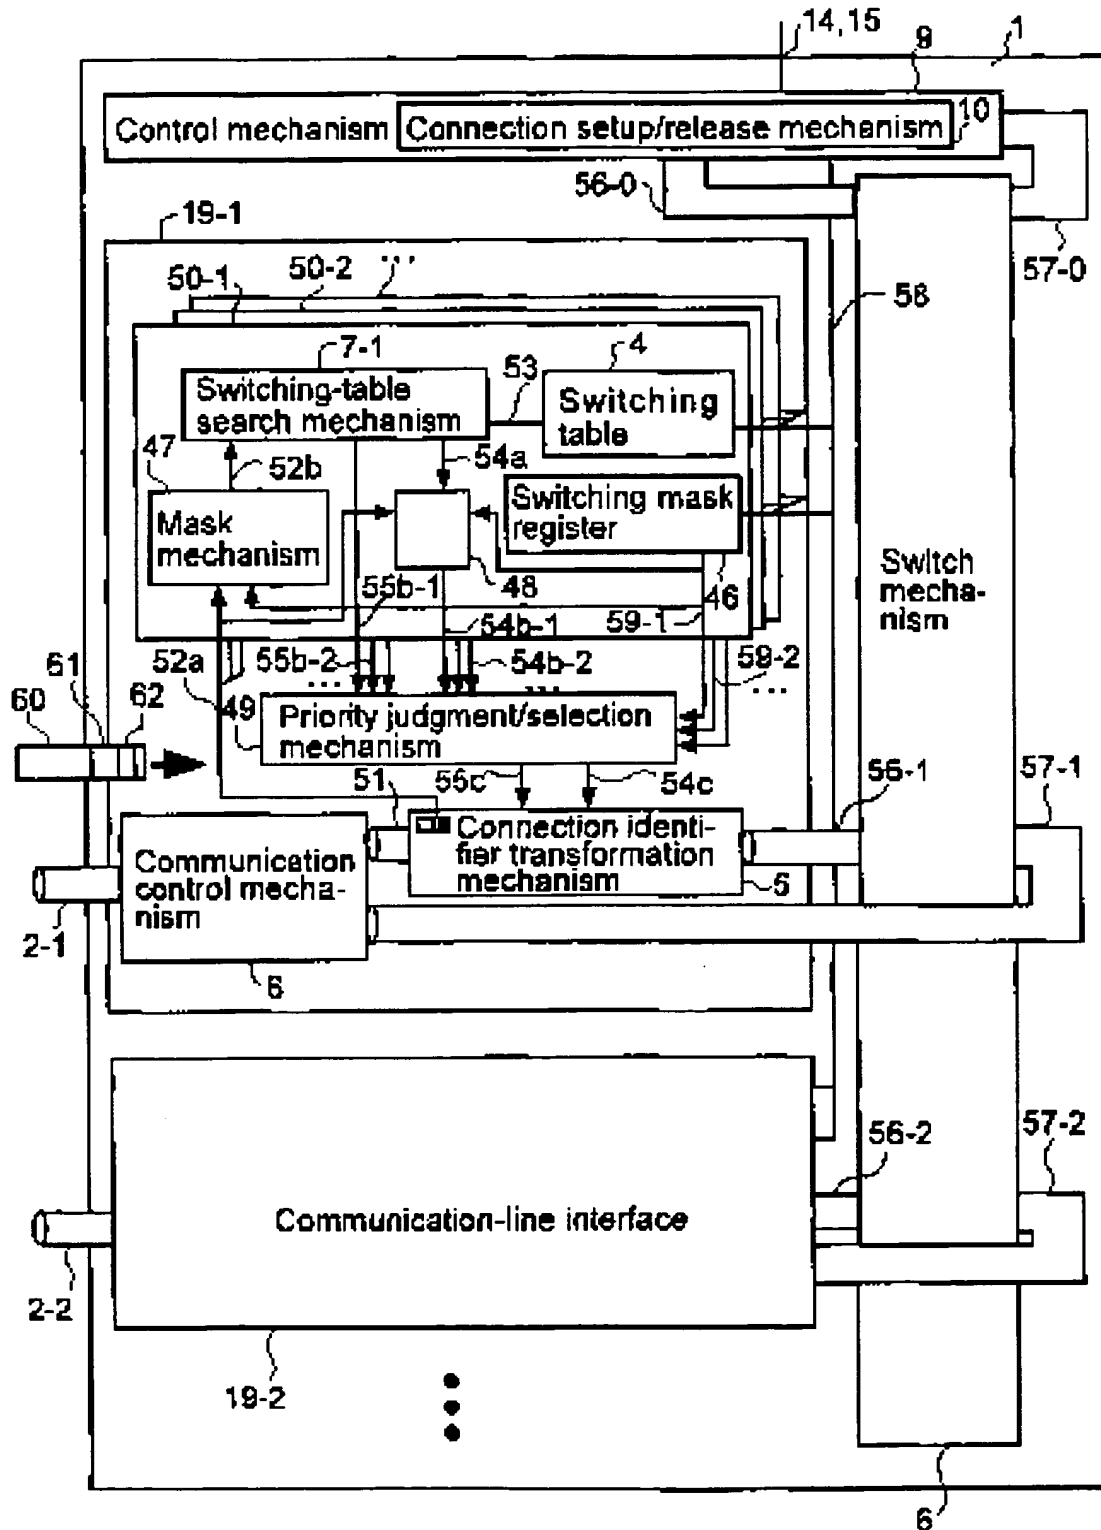 14, 15
9
1
Control mechanism
Connection setup/release mechanism
10
56-0
19-1
57-0
50-1
50-2
...
58
7-1
4
Switching-table
search mechanism
53
Switching
table
47
52b
54a
Mask
mechanism
Switching mask
register
48
46
Switch
mecha-
nism
55b-1
54b-1
59-1
52a
55b-2
54b-2
59-2
...
...
...
61
60
62
49
Priority judgment/selection
mechanism
55c
54c
51
56-1
57-1
Communication
control mecha-
nism
Connection identi-
fier transformation
mechanism
5
2-1
6
56-2
57-2
Communication-line interface
2-2
19-2
6